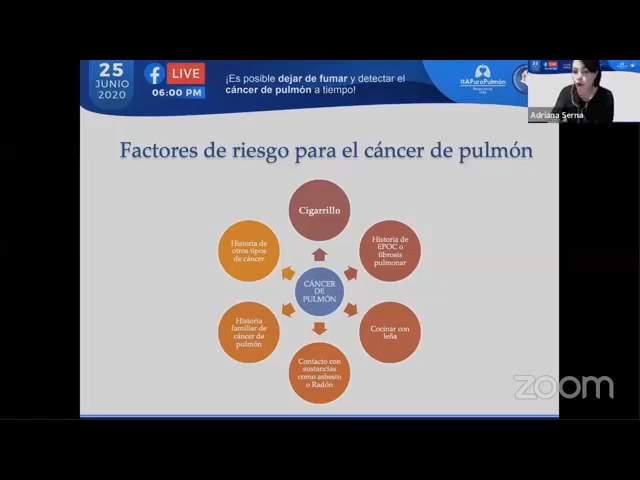 25
JUNIO
2020
LIVE
06:00 PM
¡Es posible dejar de fumar y detectar el
cáncer de pulmón a tiempo!
#APuroPulmón
Adriana Serna
Factores de riesgo para el cáncer de pulmón
Cigarrillo
Historia de
EPOC o
fibrosis
pulmonar
Cocinar con
leña
Contacto con
sustancias
como asbesto
o Radón
Historia
familiar de
cáncer de
pulmón
Historia de
otros tipos
de cáncer
CÁNCER
DE
PULMÓN
zoom